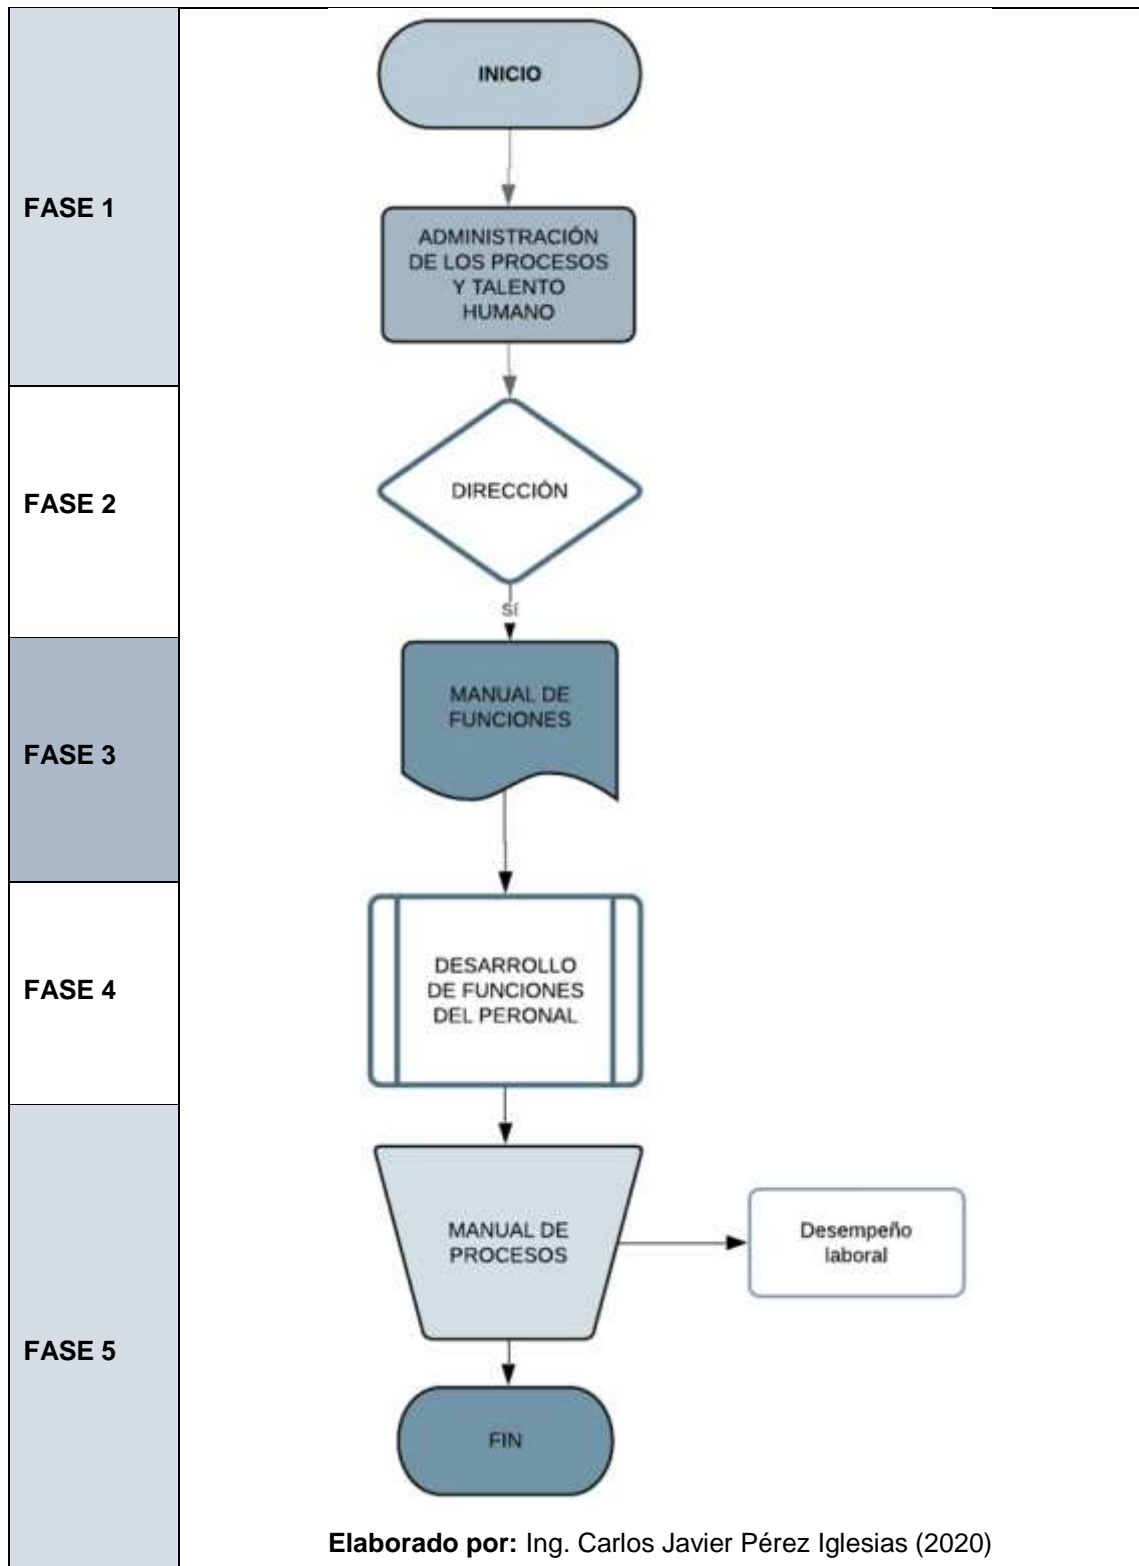 INICIO
FASE 1
ADMINISTRACIÓN
DE LOS PROCESOS
Y TALENTO
HUMANO
FASE 2
DIRECCIÓN
Sí
FASE 3
MANUAL DE
FUNCIONES
FASE 4
DESARROLLO
DE FUNCIONES
DEL PERONAL
FASE 5
MANUAL DE
PROCESOS
Desempeño
laboral
FIN
Elaborado por: Ing. Carlos Javier Pérez Iglesias (2020)